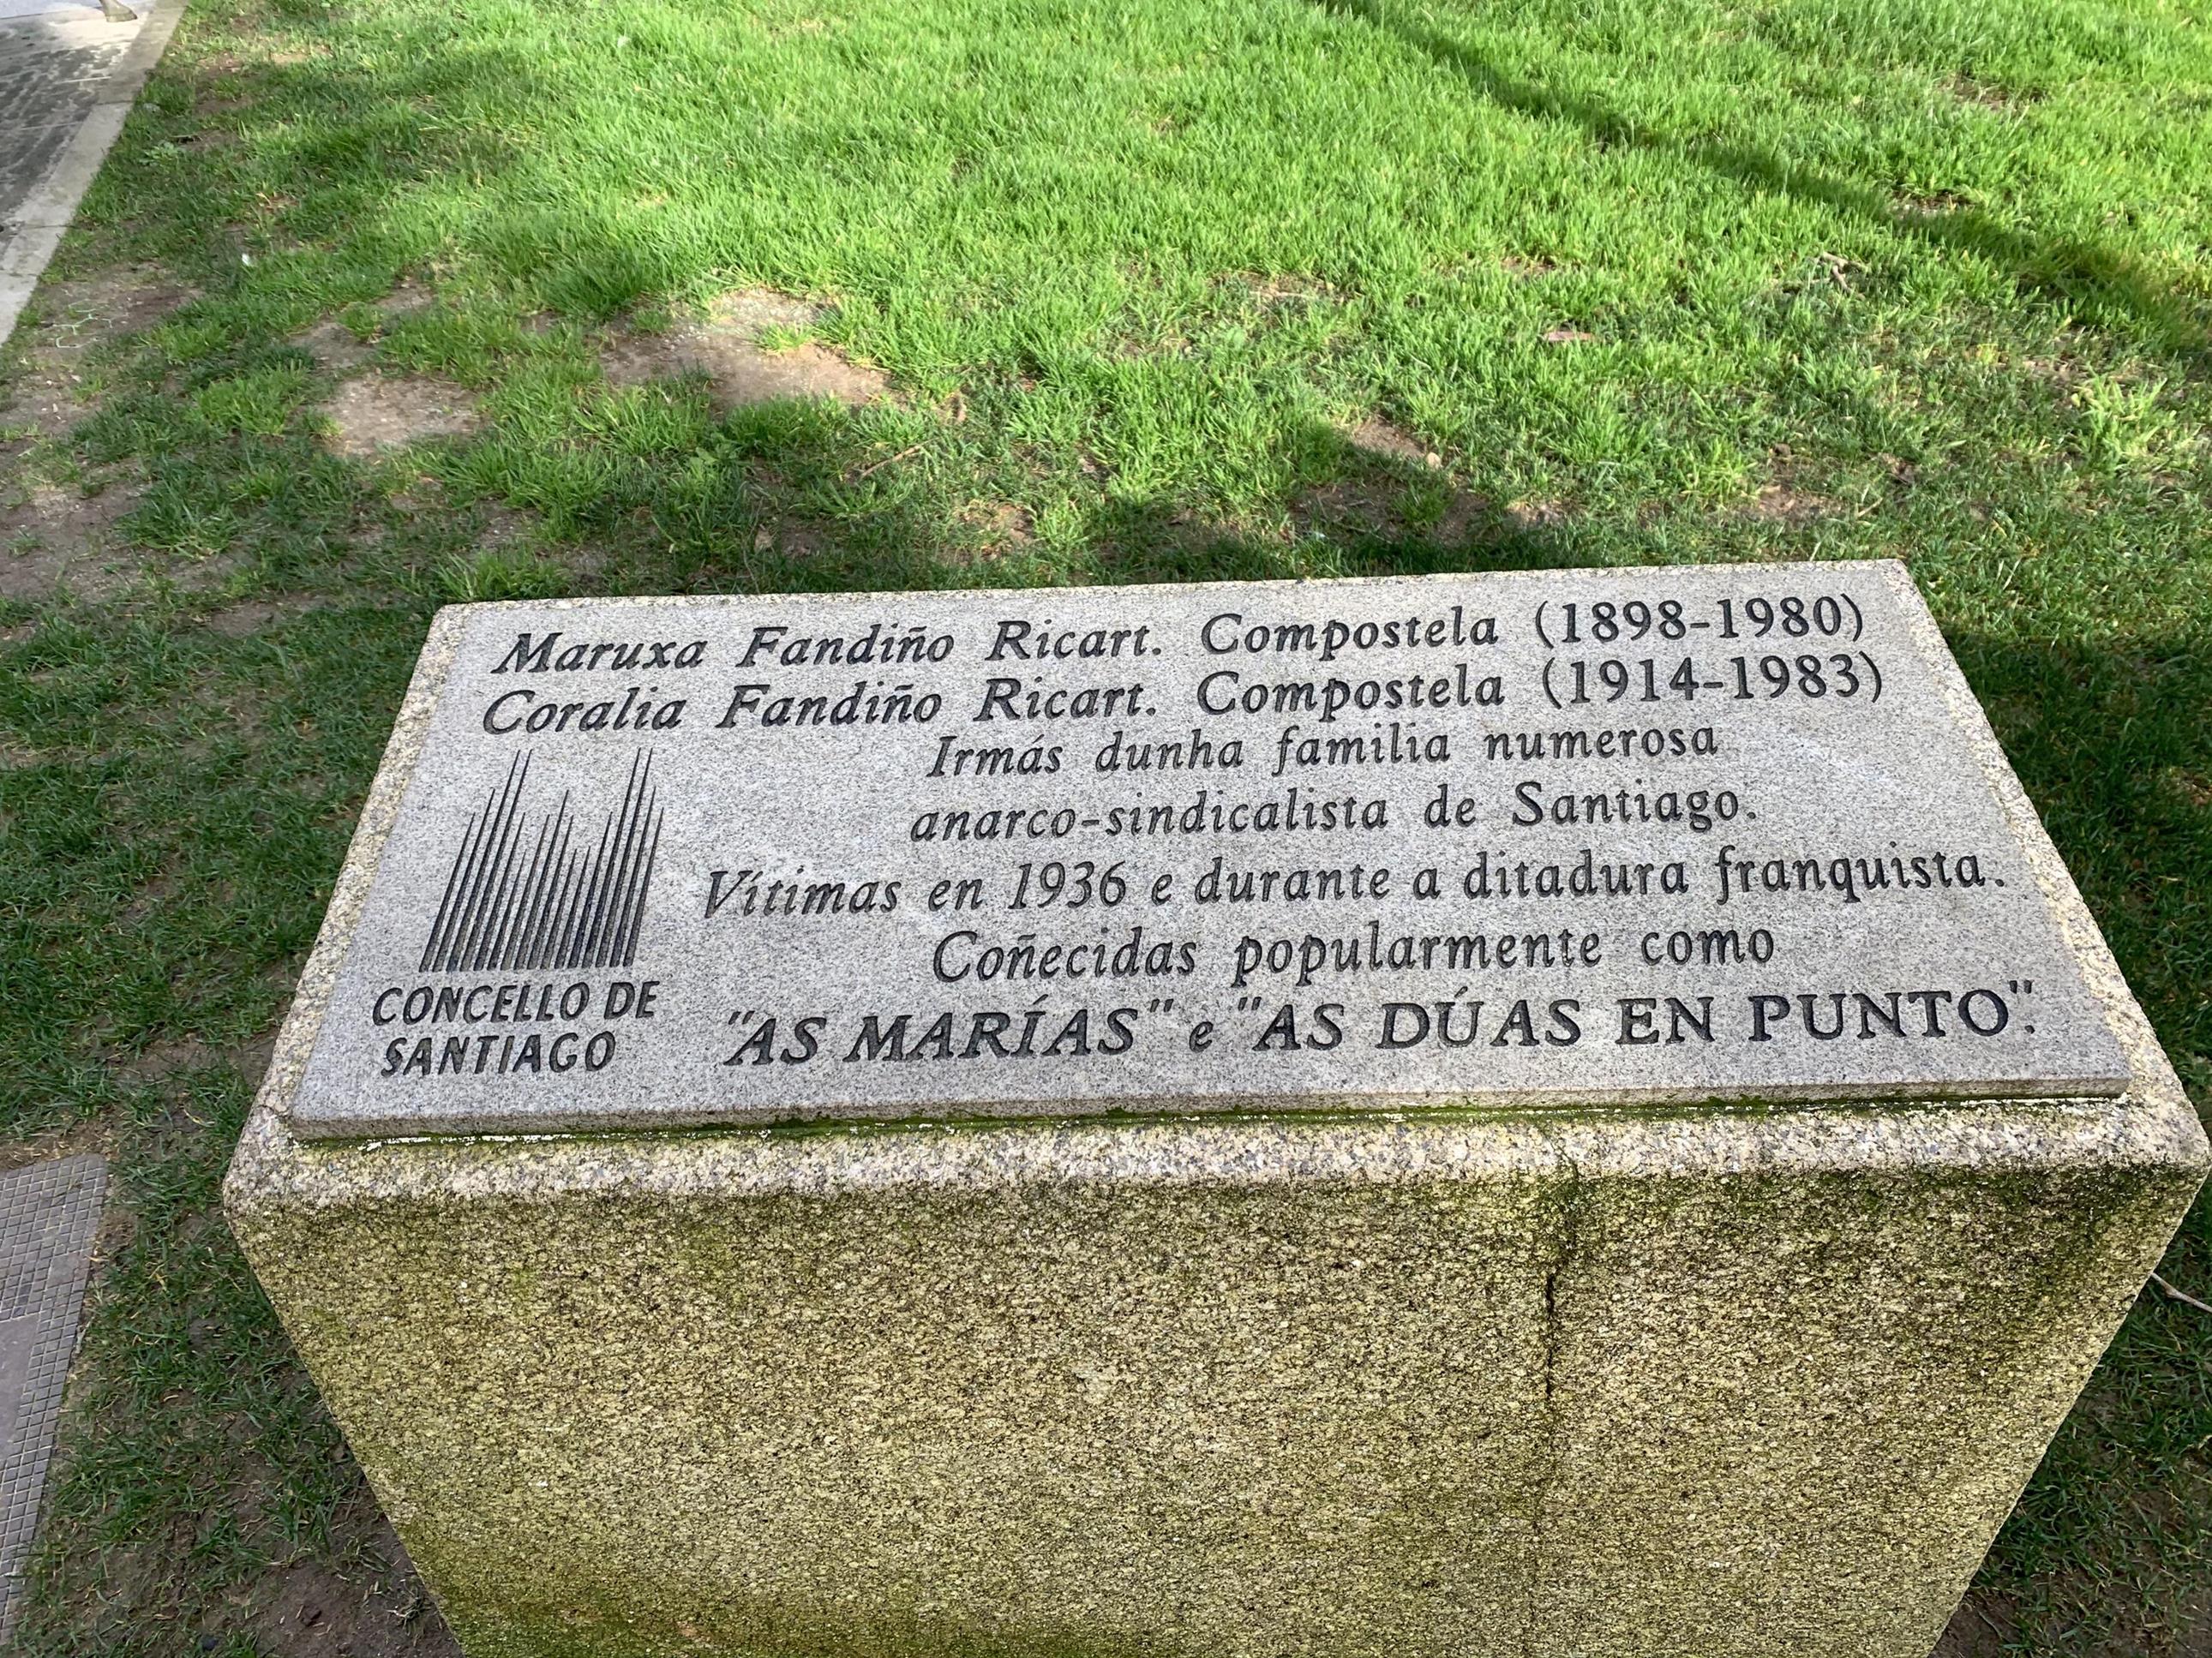 Maruxa Fandiño Ricart. Compostela (1898-1980)
Coralia Fandiño Ricart. Compostela (1914-1983)
Irmás dunha familia numerosa
anarco-sindicalista de Santiago.
Vítimas en 1936 e durante a ditadura franquista.
Coñecidas popularmente como
"AS MARÍAS" e "AS DÚAS EN PUNTO".
CONCELLO DE
SANTIAGO